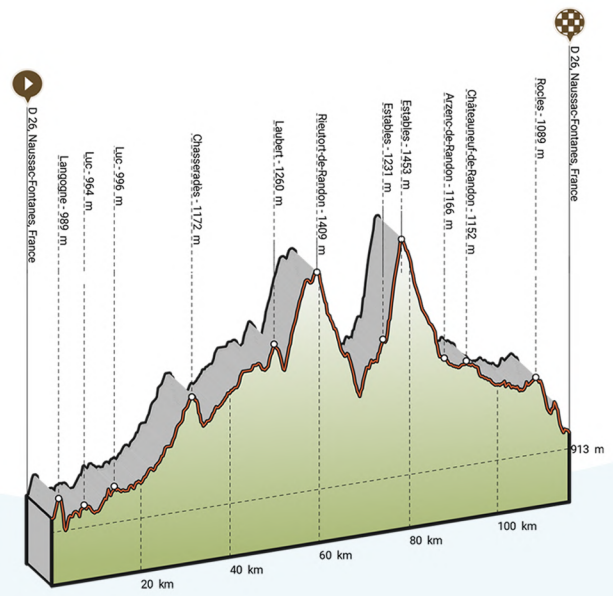 D 26, Naussac-Fontanes, France
Langogne - 989 m
Luc - 964 m
Luc - 996 m
Chasseradès - 1172 m
Laubert - 1260 m
Rieutort-de-Randon - 1409 m
Estables - 1231 m
Estables - 1453 m
Arzenc-de-Randon - 1166 m
Châteauneuf-de-Randon - 1152 m
Rocles - 1089 m
D 26, Naussac-Fontanes, France
913 m
20 km
40 km
60 km
80 km
100 km